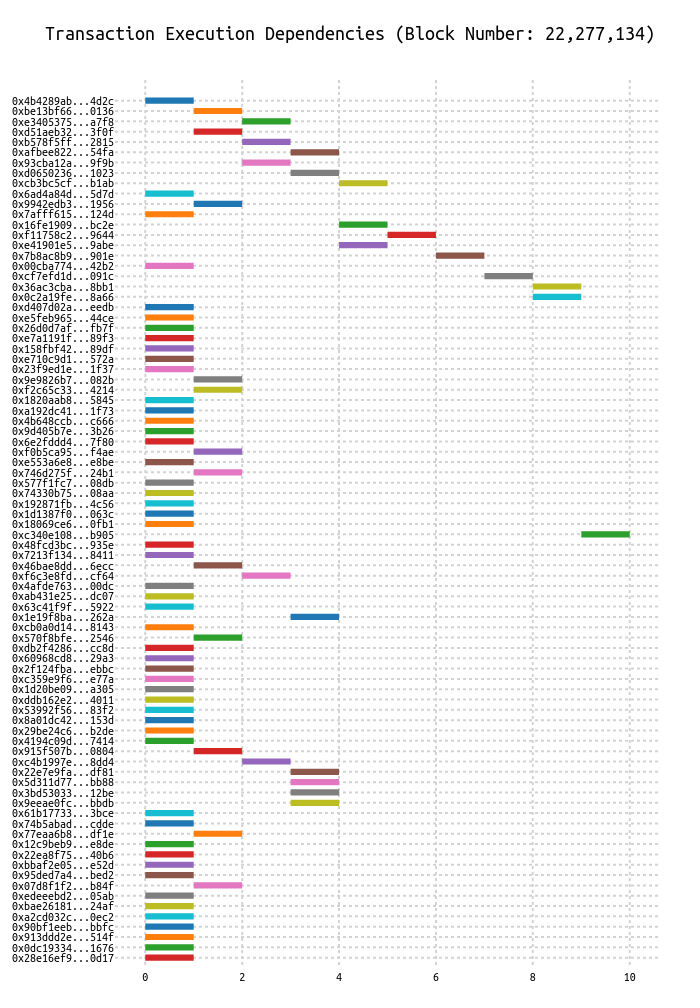 Transaction Execution Dependencies (Block Number: 22,277,134)
0x4b4289ab...4d2c
0xbe13bf66...0136
0xe3405375...a7f8
0xd51aeb32...3f0f
0xb578f5ff...2815
0xafbee822...54fa
0x93cba12a...9f9b
0xd0650236...1023
0xcb3bc5cf...b1ab
0x6ad4a84d...5d7d
0x9942edb3...1956
0x7afff615...124d
0x16fe1909...bc2e
0xf11758c2...9644
0xe41901e5...9abe
0x7b8ac8b9...901e
0x00cba774...42b2
0xcf7efd1d...091c
0x36ac3cba...8bb1
0x0c2a19fe...8a66
0xd407d02a...eedb
0xe5feb965...44ce
0x26d0d7af...fb7f
0xe7a1191f...89f3
0x158fbf42...89df
0xe710c9d1...572a
0x23f9ed1e...1f37
0x9e9826b7...082b
0xf2c65c33...4214
0x1820aab8...5845
0xa192dc41...1f73
0x4b648ccb...c666
0x9d405b7e...3b26
0x6e2fddd4...7f80
0xf0b5ca95...f4ae
0xe553a6e8...e8be
0x746d275f...24b1
0x577f1fc7...08db
0x74330b75...08aa
0x192871fb...4c56
0x1d1387f0...063c
0x18069ce6...0fb1
0xc340e108...b905
0x48fcd3bc...935e
0x7213f134...8411
0x46bae8dd...6ecc
0xf6c3e8fd...cf64
0x4afde763...00dc
0xab431e25...dc07
0x63c41f9f...5922
0x1e19f8ba...262a
0xcb0a0d14...8143
0x570f8bfe...2546
0xdb2f4286...cc8d
0x60968cd8...29a3
0x2f124fba...ebbc
0xc359e9f6...e77a
0x1d20be09...a305
0xddb162e2...4011
0x53992f56...83f2
0x8a01dc42...153d
0x29be24c6...b2de
0x4194c09d...7414
0x915f507b...0804
0xc4b1997e...8dd4
0x22e7e9fa...df81
0x5d311d77...bb88
0x3bd53033...12be
0x9eeae0fc...bbdb
0x61b17733...3bce
0x74b5abad...cdde
0x77eaa6b8...df1e
0x12c9beb9...e8de
0x22ea8f75...40b6
0xbbaf2e05...e52d
0x95ded7a4...bed2
0x07d8f1f2...b84f
0xedeeebd2...05ab
0xbae26181...24af
0xa2cd032c...0ec2
0x90bf1eeb...bbfc
0x913ddd2e...514f
0x0dc19334...1676
0x28e16ef9...0d17
0 2 4 6 8 10